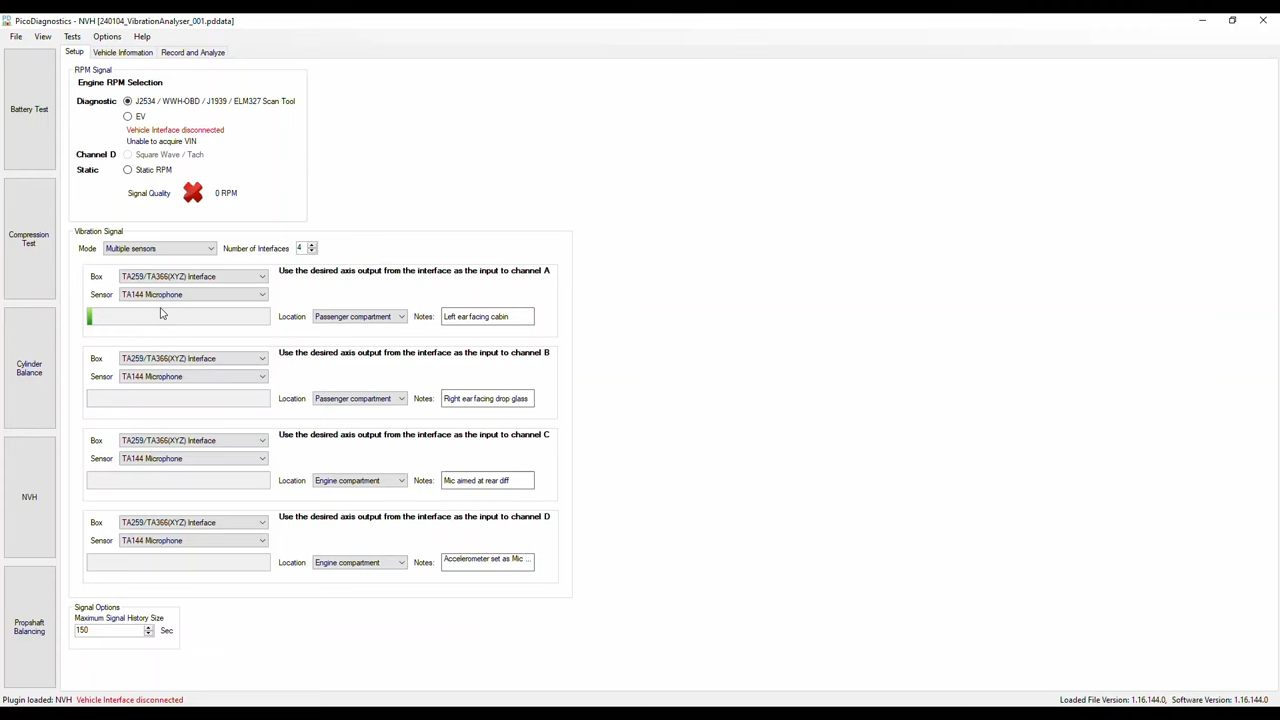 PicoDiagnostics - NVH [240104_VibrationAnalyser_001.pddata]
File View Tests Options Help
Setup Vehicle Information Record and Analyze
Battery Test
Compression Test
Cylinder Balance
NVH
Propshaft Balancing
RPM Signal
Engine RPM Selection
Diagnostic J2534 / WWH-OBD / J1939 / ELM327 Scan Tool
EV
Vehicle Interface disconnected
Unable to acquire VIN
Channel D Square Wave / Tach
Static Static RPM
Signal Quality 0 RPM
Vibration Signal
Mode Multiple sensors Number of Interfaces 4
Box TA259/TA366(XYZ) Interface Use the desired axis output from the interface as the input to channel A
Sensor TA144 Microphone
Location Passenger compartment Notes: Left ear facing cabin
Box TA259/TA366(XYZ) Interface Use the desired axis output from the interface as the input to channel B
Sensor TA144 Microphone
Location Passenger compartment Notes: Right ear facing drop glass
Box TA259/TA366(XYZ) Interface Use the desired axis output from the interface as the input to channel C
Sensor TA144 Microphone
Location Engine compartment Notes: Mic aimed at rear diff
Box TA259/TA366(XYZ) Interface Use the desired axis output from the interface as the input to channel D
Sensor TA144 Microphone
Location Engine compartment Notes: Accelerometer set as Mic ...
Signal Options
Maximum Signal History Size
150 Sec
Plugin loaded: NVH Vehicle Interface disconnected Loaded File Version: 1.16.144.0, Software Version: 1.16.144.0